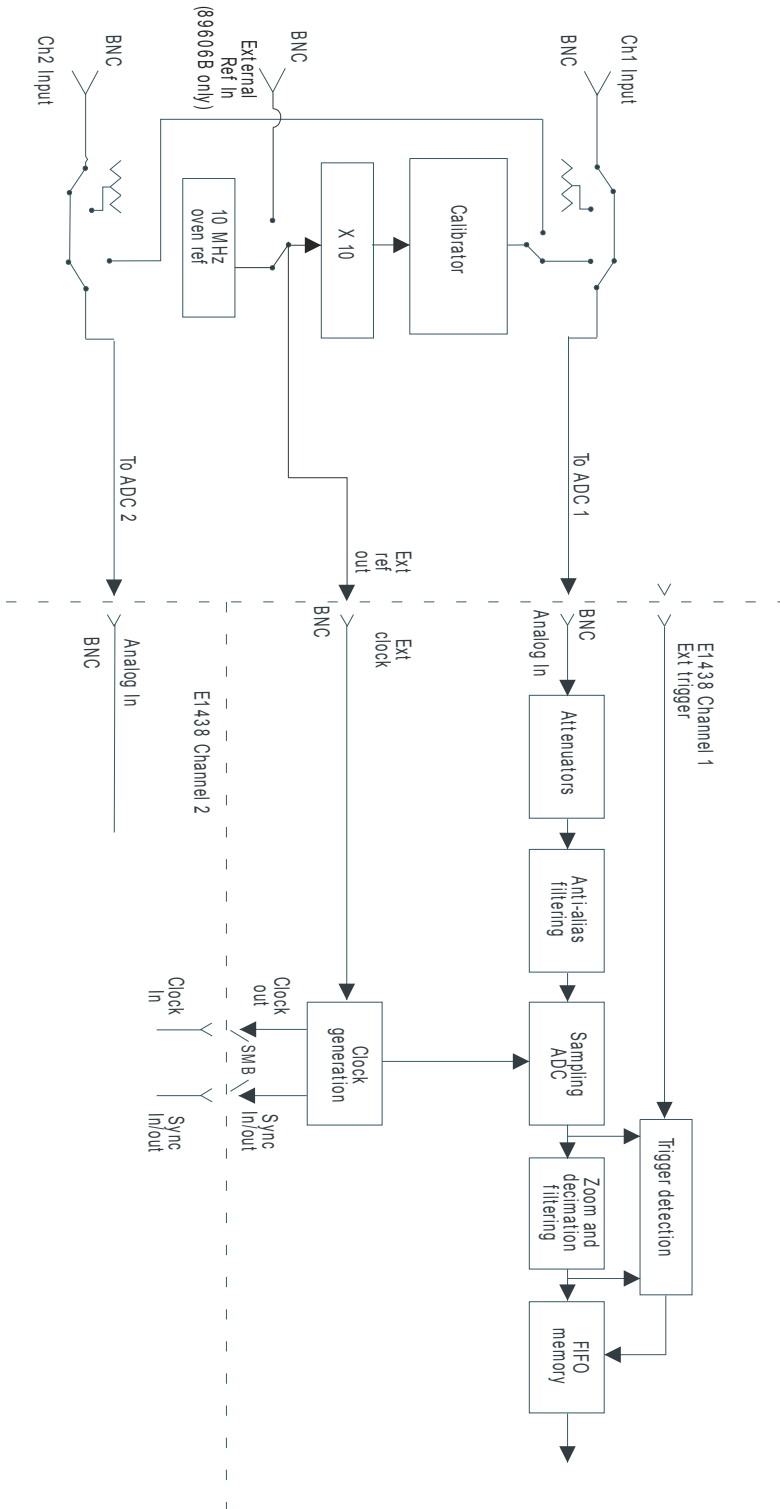 Ch1 Input
BNC
BNC
External
Ref In
(89606B only)
BNC
Ch2 Input
Calibrator
X 10
10 MHz
oven ref
To ADC 1
Ext
ref
out
To ADC 2
E1438 Channel 1
Ext trigger
BNC
Analog In
Attenuators
Anti-alias
filtering
Sampling
ADC
Zoom and
decimation
filtering
FIFO
memory
Trigger detection
Ext
clock
BNC
Clock
generation
Clock
out
SMB
Sync
In/out
Clock
In
Sync
In/out
E1438 Channel 2
Analog In
BNC